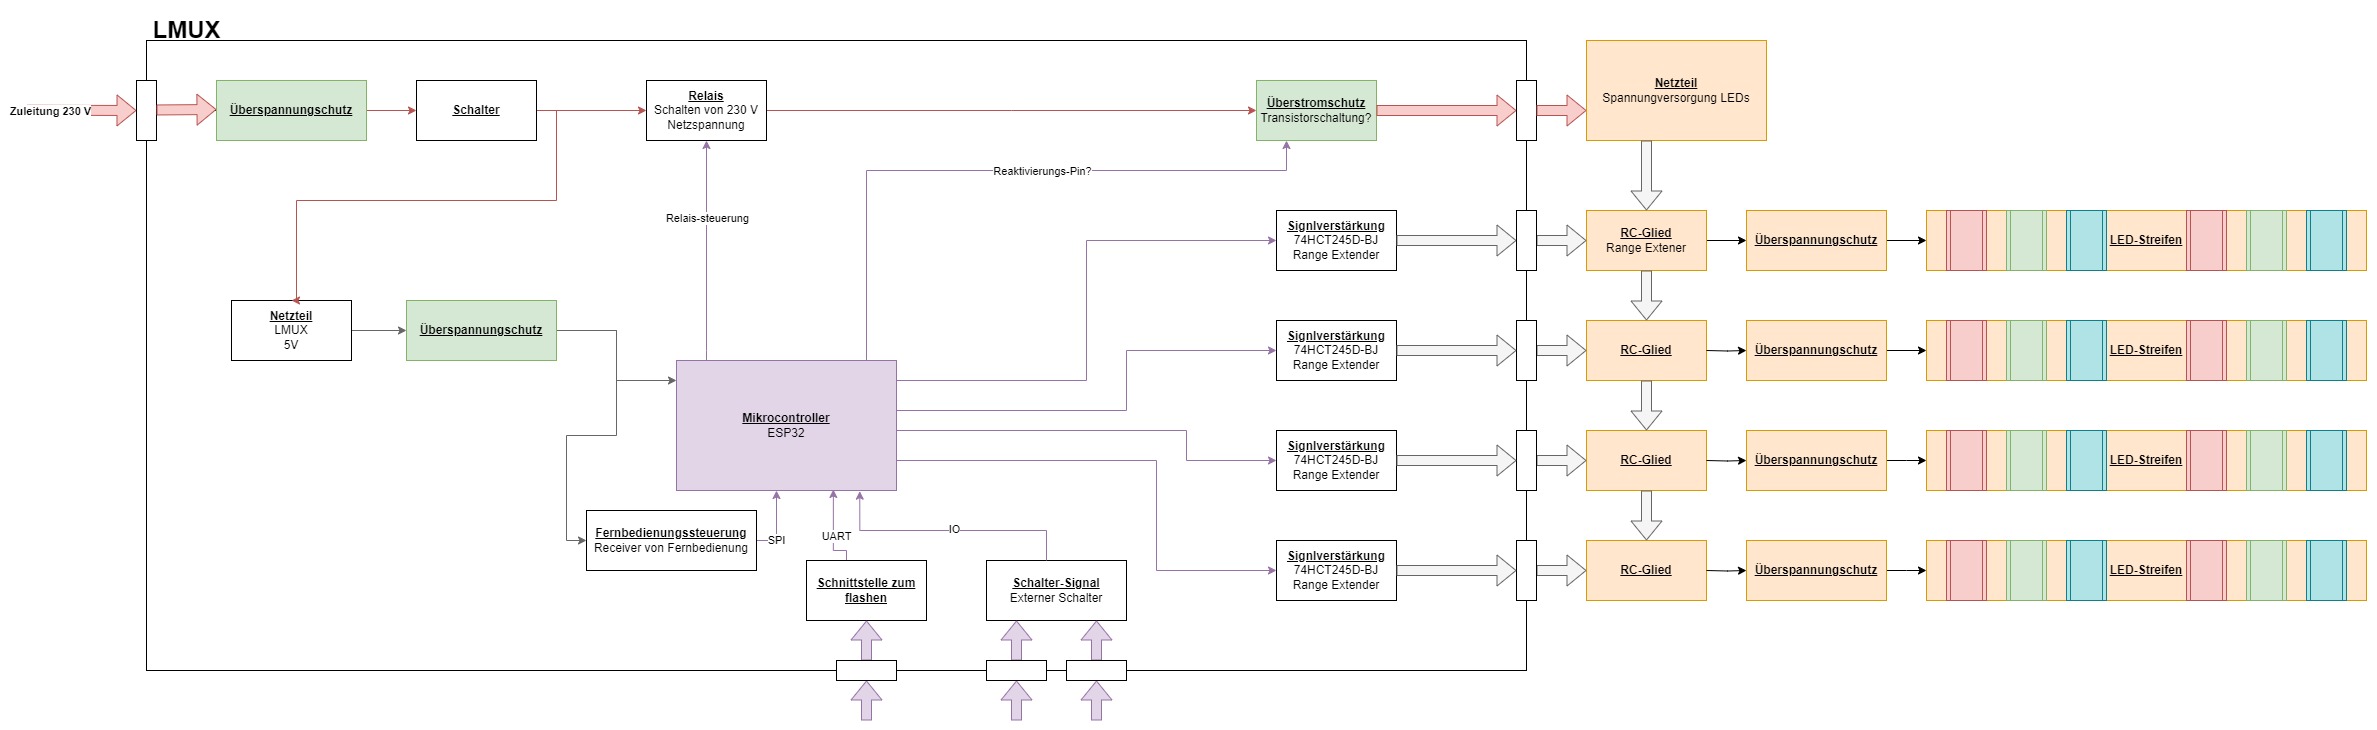 LMUX
Zuleitung 230 V
Überspannungschutz
Schalter
Relais
Schalten von 230 V
Netzspannung
Überstromschutz
Transistorschaltung?
Netzteil
Spannungversorgung LEDs
Reaktivierungs-Pin?
Relais-steuerung
Signlverstärkung
74HCT245D-BJ
Range Extender
RC-Glied
Range Extener
Überspannungschutz
LED-Streifen
Netzteil
LMUX
5V
Überspannungschutz
Signlverstärkung
74HCT245D-BJ
Range Extender
RC-Glied
Überspannungschutz
LED-Streifen
Mikrocontroller
ESP32
Signlverstärkung
74HCT245D-BJ
Range Extender
RC-Glied
Überspannungschutz
LED-Streifen
Fernbedienungssteuerung
Receiver von Fernbedienung
SPI
UART
IO
Schnittstelle zum
flashen
Schalter-Signal
Externer Schalter
Signlverstärkung
74HCT245D-BJ
Range Extender
RC-Glied
Überspannungschutz
LED-Streifen